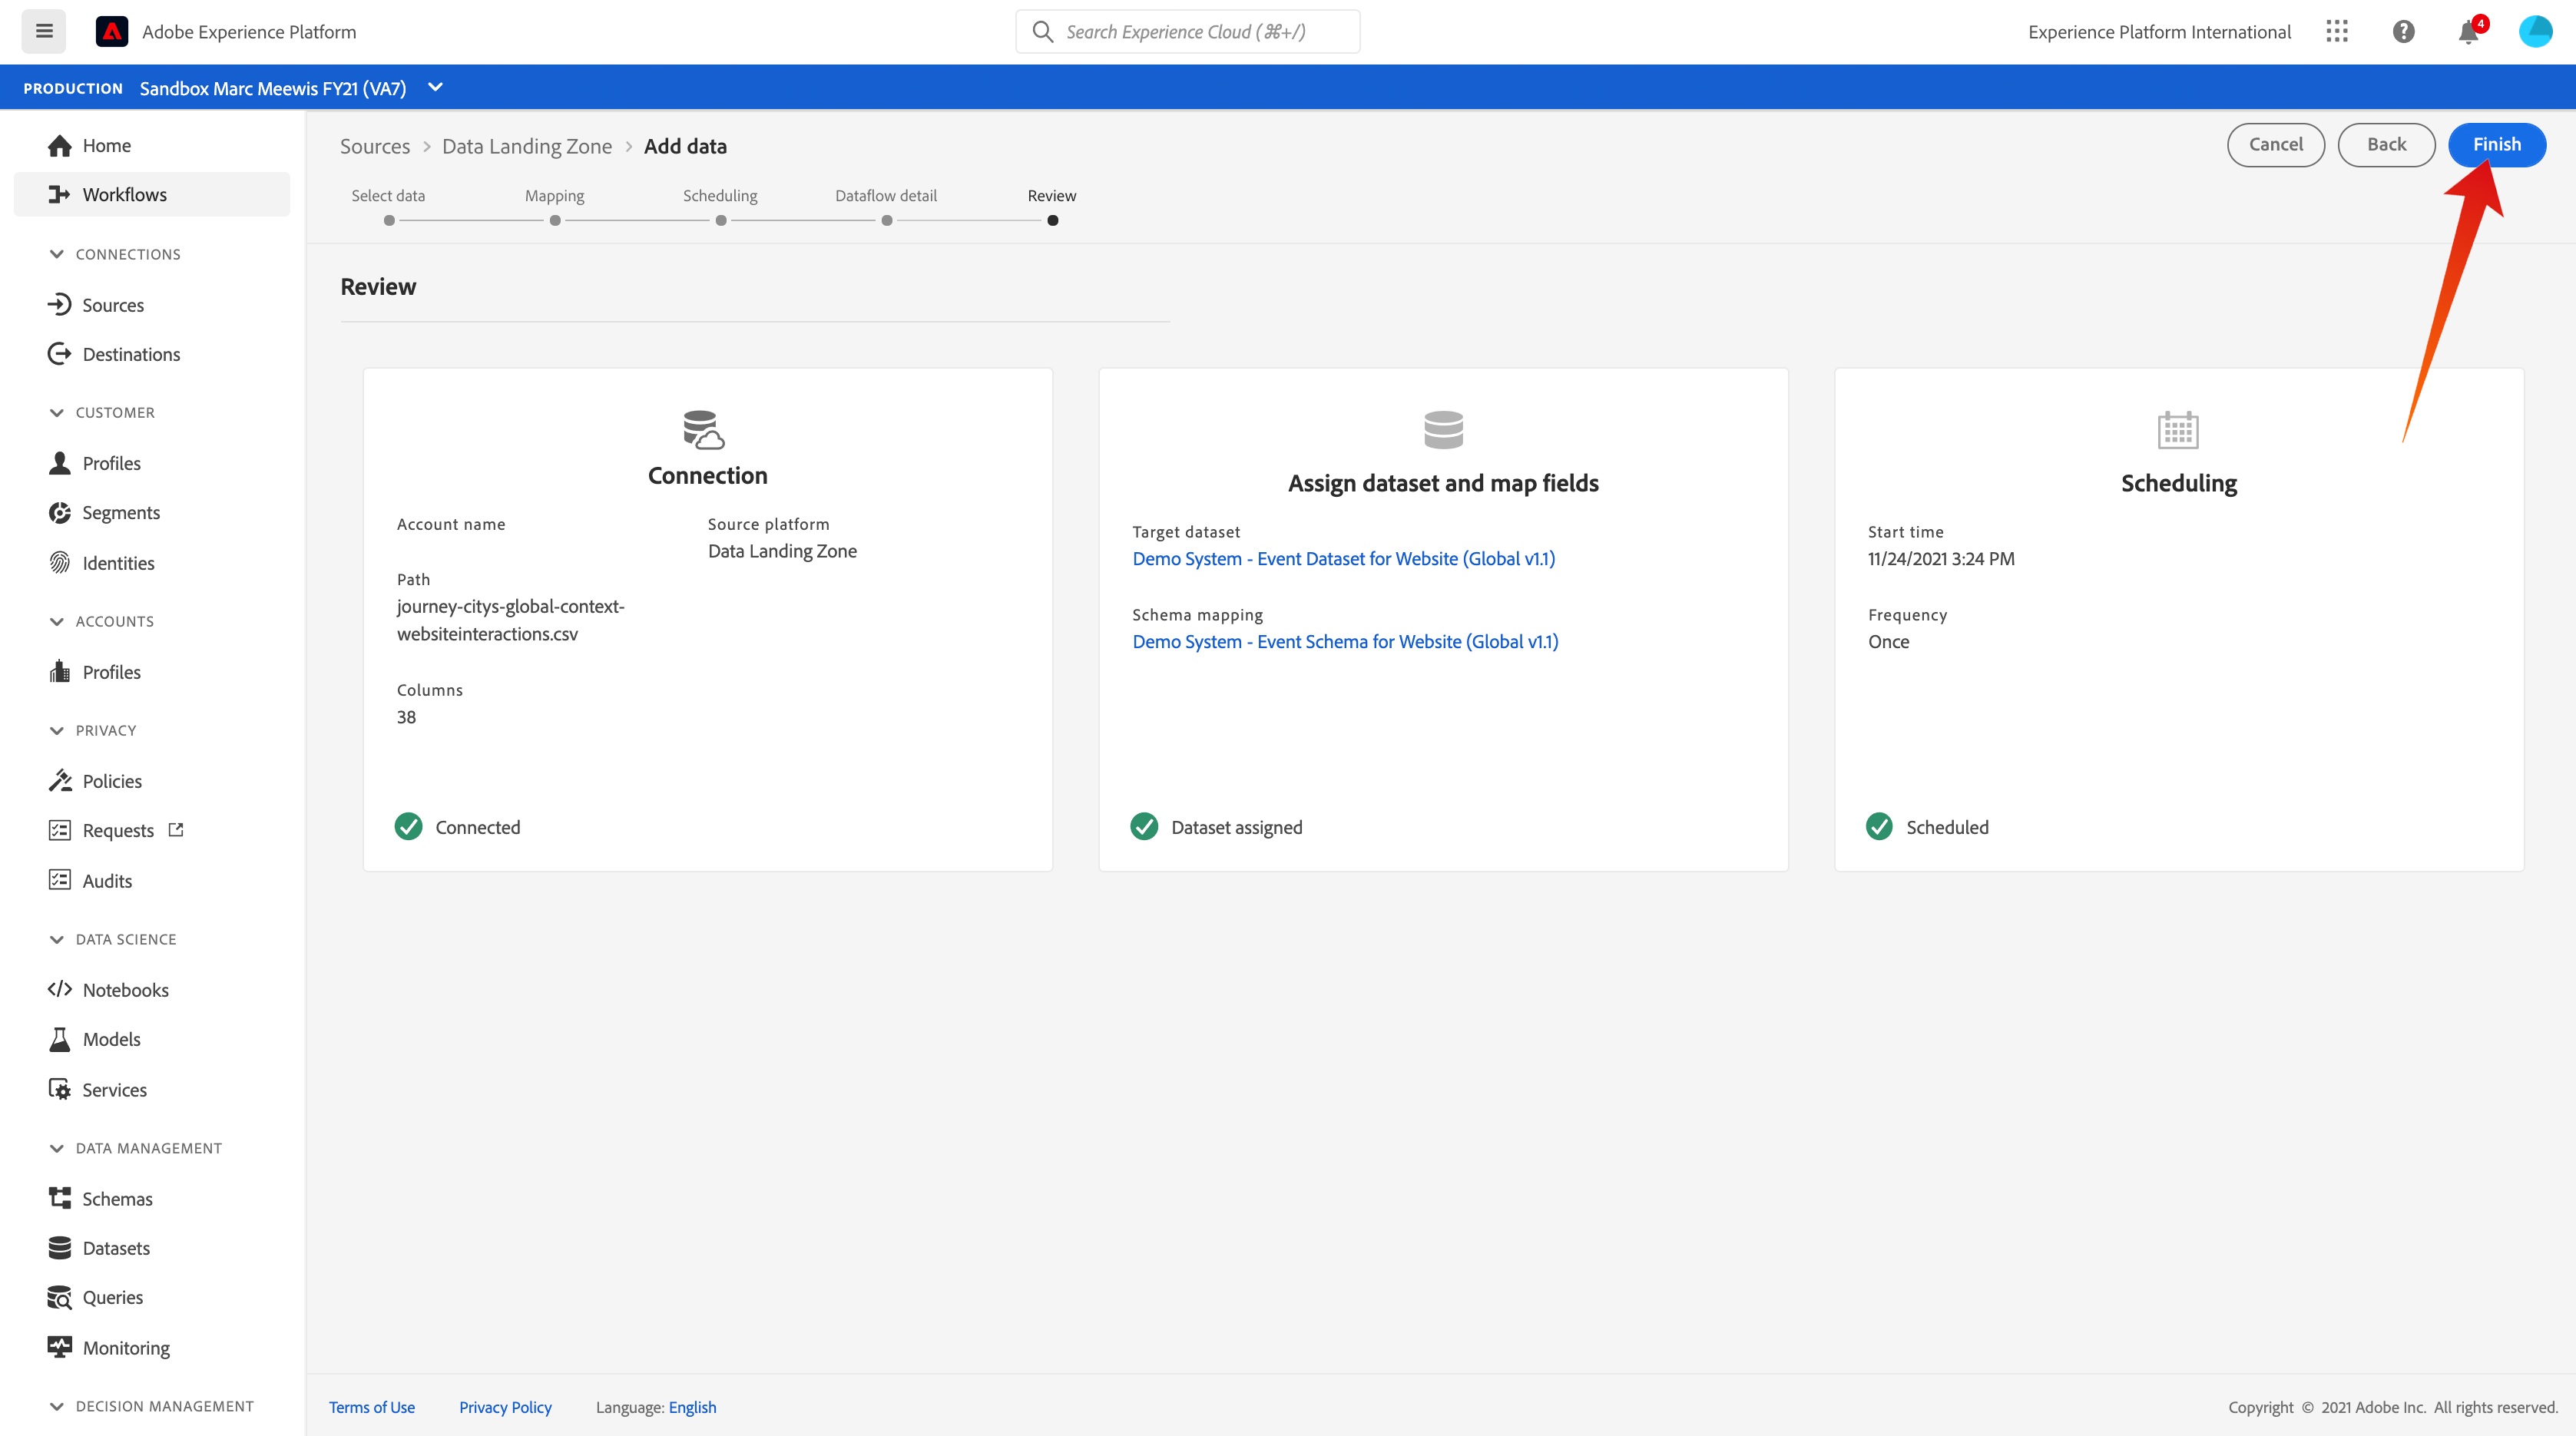 Adobe Experience Platform
Search Experience Cloud (⌘+/)
Experience Platform International
4
PRODUCTION Sandbox Marc Meewis FY21 (VA7)
Home
Workflows
CONNECTIONS
Sources
Destinations
CUSTOMER
Profiles
Segments
Identities
ACCOUNTS
Profiles
PRIVACY
Policies
Requests
Audits
DATA SCIENCE
Notebooks
Models
Services
DATA MANAGEMENT
Schemas
Datasets
Queries
Monitoring
DECISION MANAGEMENT
Sources > Data Landing Zone > Add data
Cancel
Back
Finish
Select data
Mapping
Scheduling
Dataflow detail
Review
Review
Connection
Account name
Source platform
Data Landing Zone
Path
journey-citys-global-context-
websiteinteractions.csv
Columns
38
Connected
Assign dataset and map fields
Target dataset
Demo System - Event Dataset for Website (Global v1.1)
Schema mapping
Demo System - Event Schema for Website (Global v1.1)
Dataset assigned
Scheduling
Start time
11/24/2021 3:24 PM
Frequency
Once
Scheduled
Terms of Use
Privacy Policy
Language: English
Copyright © 2021 Adobe Inc. All rights reserved.